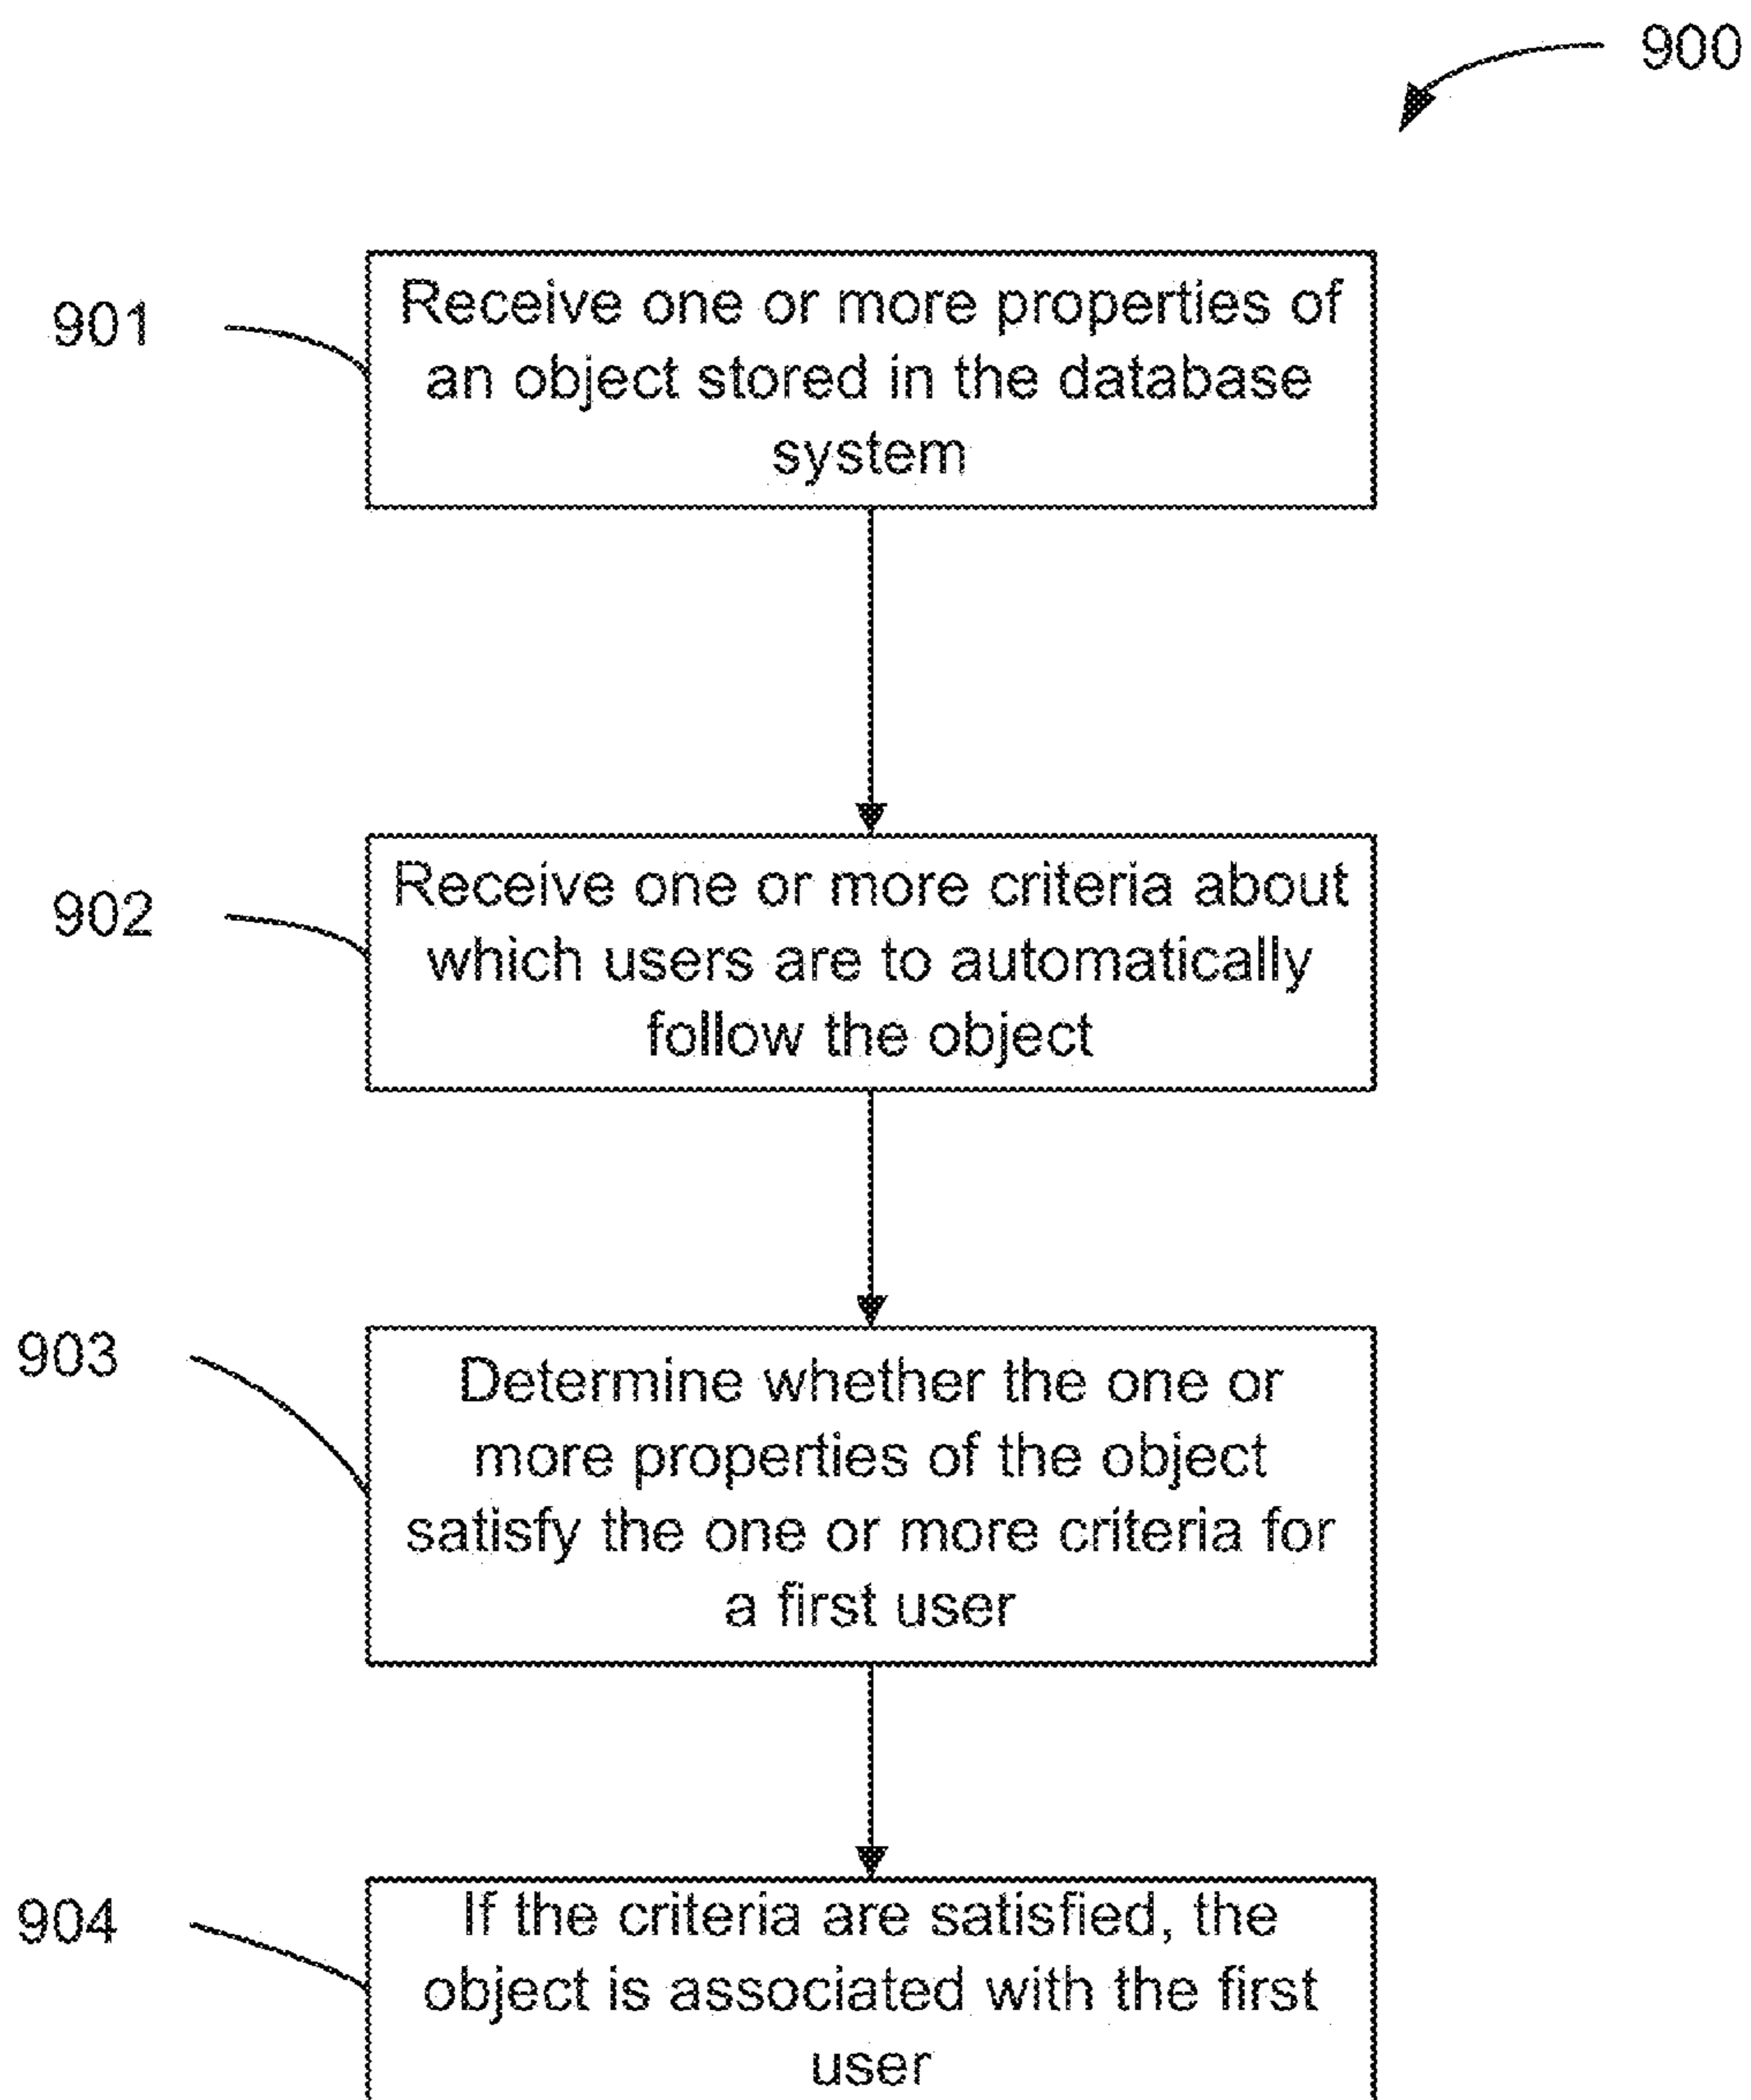 900
901
Receive one or more properties of
an object stored in the database
system
902
Receive one or more criteria about
which users are to automatically
follow the object
903
Determine whether the one or
more properties of the object
satisfy the one or more criteria for
a first user
904
If the criteria are satisfied, the
object is associated with the first
user